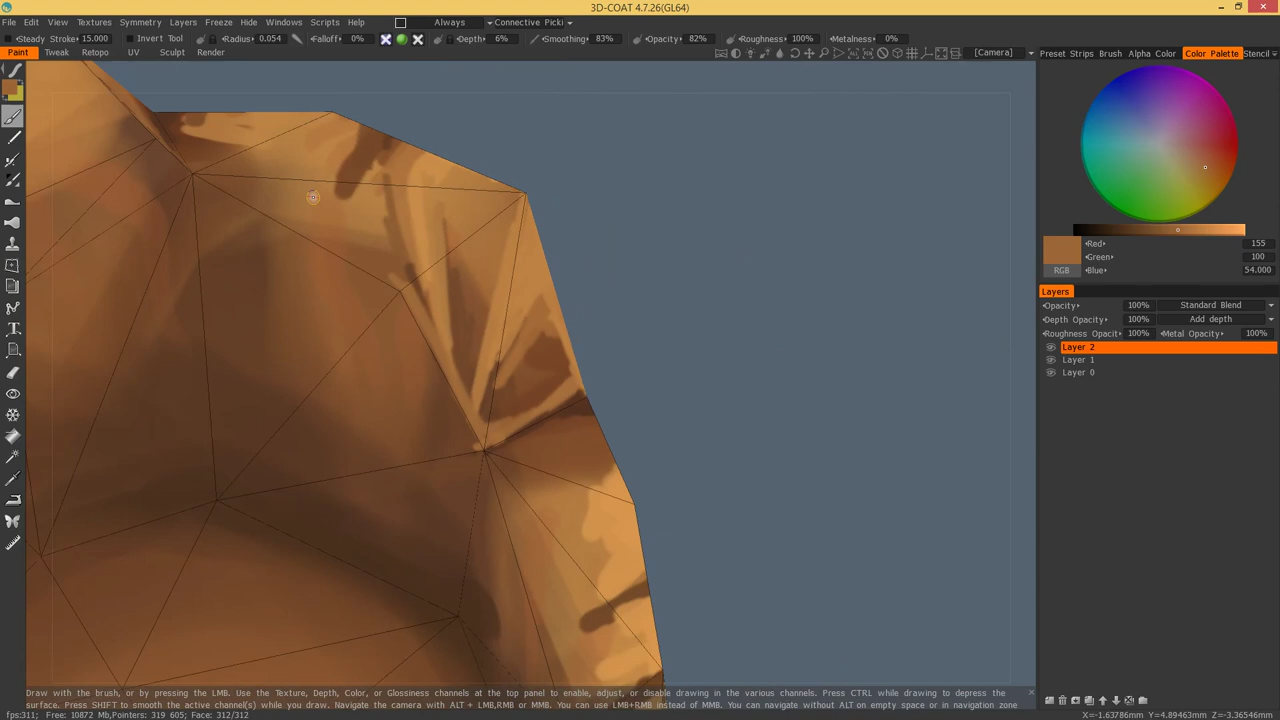 3D-COAT 4.7.26(GL64)
File Edit View Textures Symmetry Layers Freeze Hide Windows Scripts Help Always Connective Picki
Steady Stroke 15.000 Invert Tool Radius 0.054 Falloff 0% Depth 6% Smoothing 83% Opacity 82% Roughness 100% Metalness 0%
Paint Tweak Retopo UV Sculpt Render [Camera] Preset Strips Brush Alpha Color Color Palette Stencil
Red 155
Green 100
RGB Blue 54.000
Layers
Opacity 100% Standard Blend
Depth Opacity 100% Add depth
Roughness Opacit 100% Metal Opacity 100%
Layer 2
Layer 1
Layer 0
Draw with the brush, or by pressing the LMB. Use the Texture, Depth, Color, or Glossiness channels at the top panel to enable, adjust, or disable drawing in the various channels. Press CTRL while drawing to depress the
surface. Press SHIFT to smooth the active channel(s) while you draw. Navigate the camera with ALT + LMB,RMB or MMB. You can use LMB+RMB instead of MMB. You can navigate without ALT on empty space or in navigation zone
fps:311; Free: 10872 Mb,Pointers: 319 605; Face: 312/312 X=-1.63786mm Y=4.89463mm Z=-3.36546mm